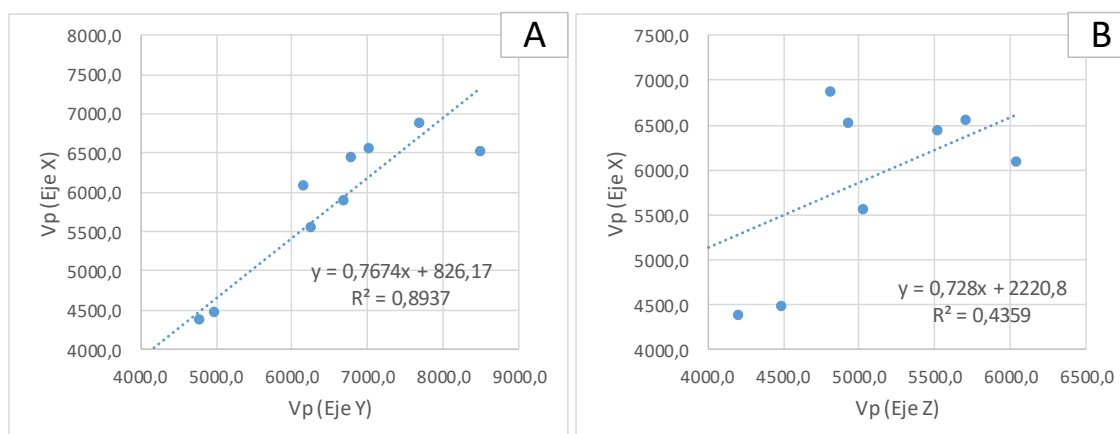 A
8000,0
7500,0
7000,0
6500,0
6000,0
5500,0
5000,0
4500,0
4000,0
Vp (Eje X)
y = 0,7674x + 826,17
R² = 0,8937
4000,0 5000,0 6000,0 7000,0 8000,0 9000,0
Vp (Eje Y)
B
7500,0
7000,0
6500,0
6000,0
5500,0
5000,0
4500,0
4000,0
Vp (Eje X)
y = 0,728x + 2220,8
R² = 0,4359
4000,0 4500,0 5000,0 5500,0 6000,0 6500,0
Vp (Eje Z)